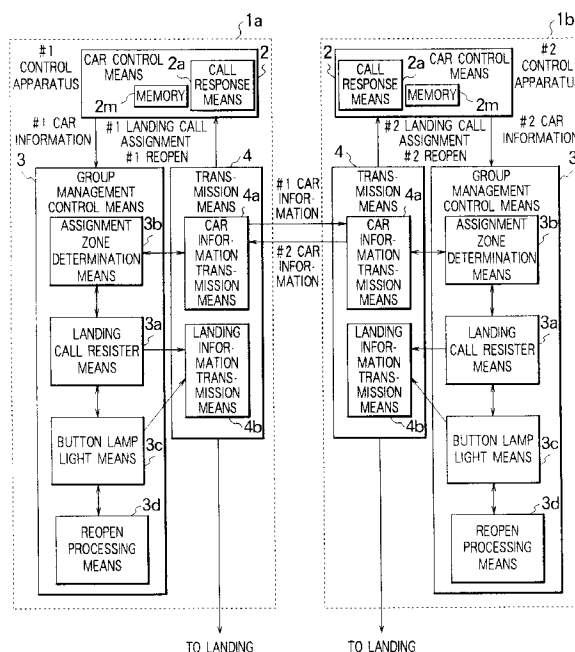 1a
#1
CONTROL
APPARATUS
CAR CONTROL
MEANS
2a
2
CALL
RESPONSE
MEANS
MEMORY
2m
#1 CAR
INFORMATION
#1 LANDING CALL
ASSIGNMENT
#1 REOPEN
3
GROUP
MANAGEMENT
CONTROL MEANS
3b
ASSIGNMENT
ZONE
DETERMINATION
MEANS
3a
LANDING
CALL RESISTER
MEANS
BUTTON LAMP
LIGHT MEANS
3c
3d
REOPEN
PROCESSING
MEANS
4
TRANS-
MISSION
MEANS
4a
CAR
INFOR-
MATION
TRANS-
MISSION
MEANS
LANDING
INFOR-
MATION
TRANS-
MISSION
MEANS
4b
TO LANDING
#1 CAR
INFOR-
MATION
#2 CAR
INFOR-
MATION
1b
#2
CONTROL
APPARATUS
2
2a
CAR CONTROL
MEANS
CALL
RESPONSE
MEANS
MEMORY
2m
#2 LANDING CALL
ASSIGNMENT
#2 REOPEN
#2 CAR
INFORMATION
4
TRANS-
MISSION
MEANS
4a
CAR
INFOR-
MATION
TRANS-
MISSION
MEANS
LANDING
INFOR-
MATION
TRANS-
MISSION
MEANS
4b
TO LANDING
3
GROUP
MANAGEMENT
CONTROL MEANS
3b
ASSIGNMENT
ZONE
DETERMINATION
MEANS
3a
LANDING
CALL RESISTER
MEANS
BUTTON LAMP
LIGHT MEANS
3c
3d
REOPEN
PROCESSING
MEANS